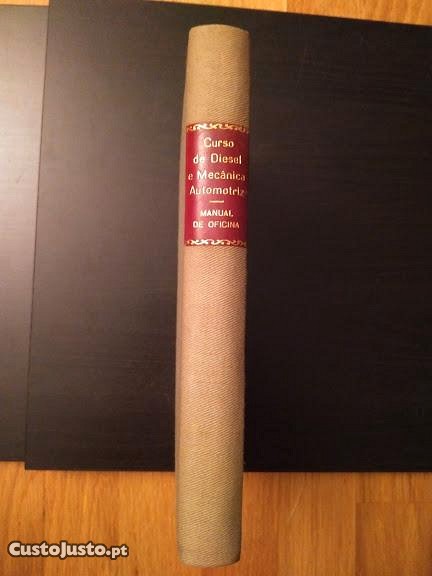 Curso
de Diesel
e Mecânica
Automotriz
MANUAL
DE OFICINA
CustoJusto.pt